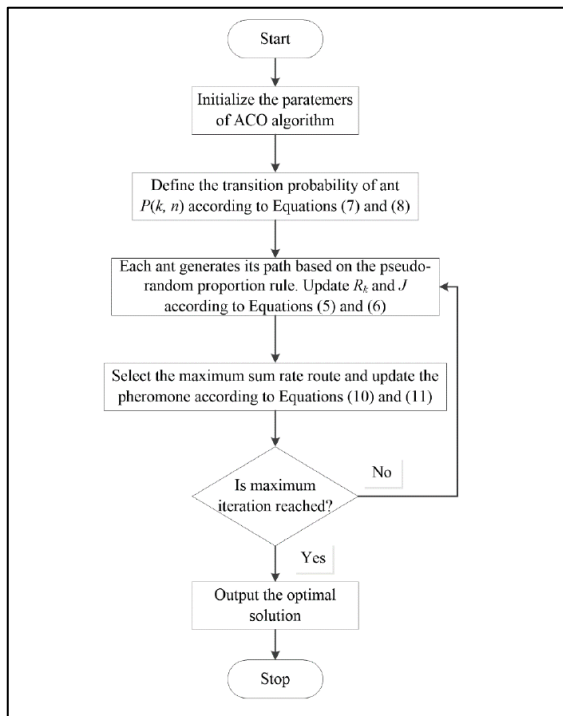 Start
Initialize the paratemers
of ACO algorithm
Define the transition probability of ant
P(k, n) according to Equations (7) and (8)
Each ant generates its path based on the pseudo-
random proportion rule. Update Rk and J
according to Equations (5) and (6)
Select the maximum sum rate route and update the
pheromone according to Equations (10) and (11)
Is maximum
iteration reached?
No
Yes
Output the optimal
solution
Stop